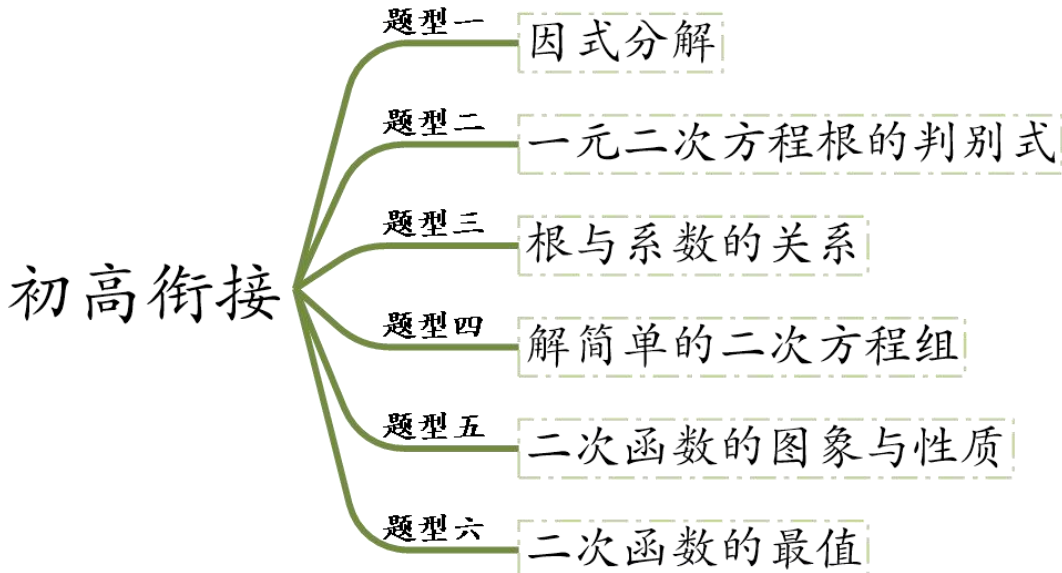 初高衔接
题型一
因式分解
题型二
一元二次方程根的判别式
题型三
根与系数的关系
题型四
解简单的二次方程组
题型五
二次函数的图象与性质
题型六
二次函数的最值